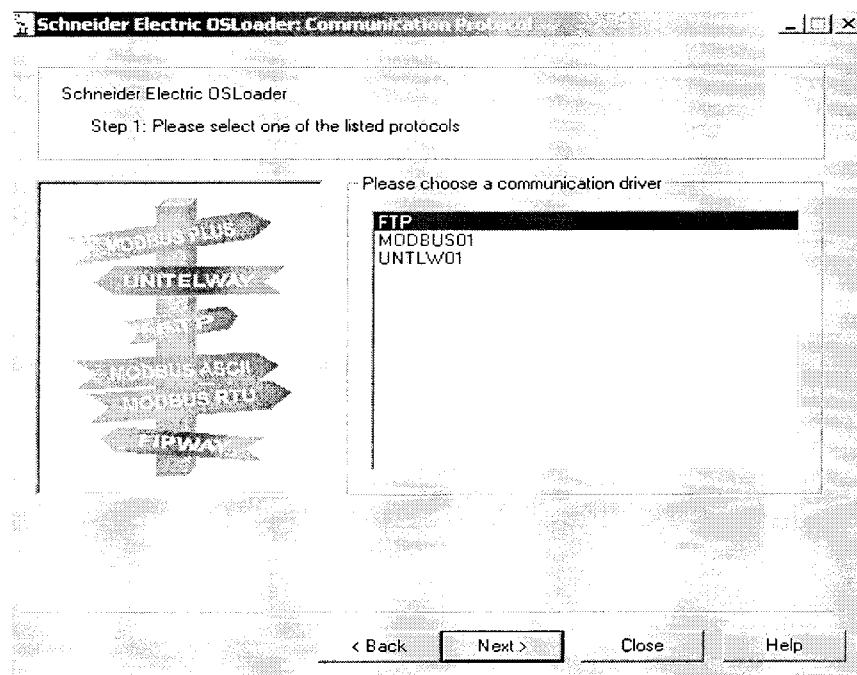 Schneider Electric OSLoader: Communication Protocol
Schneider Electric OSLoader
Step 1: Please select one of the listed protocols
MODBUS PLUS
UNITELWAY
MODBUS ASCII
MODBUS RTU
FIPWAY
Please choose a communication driver
FTP
MODBUS01
UNTLW01
< Back
Next >
Close
Help